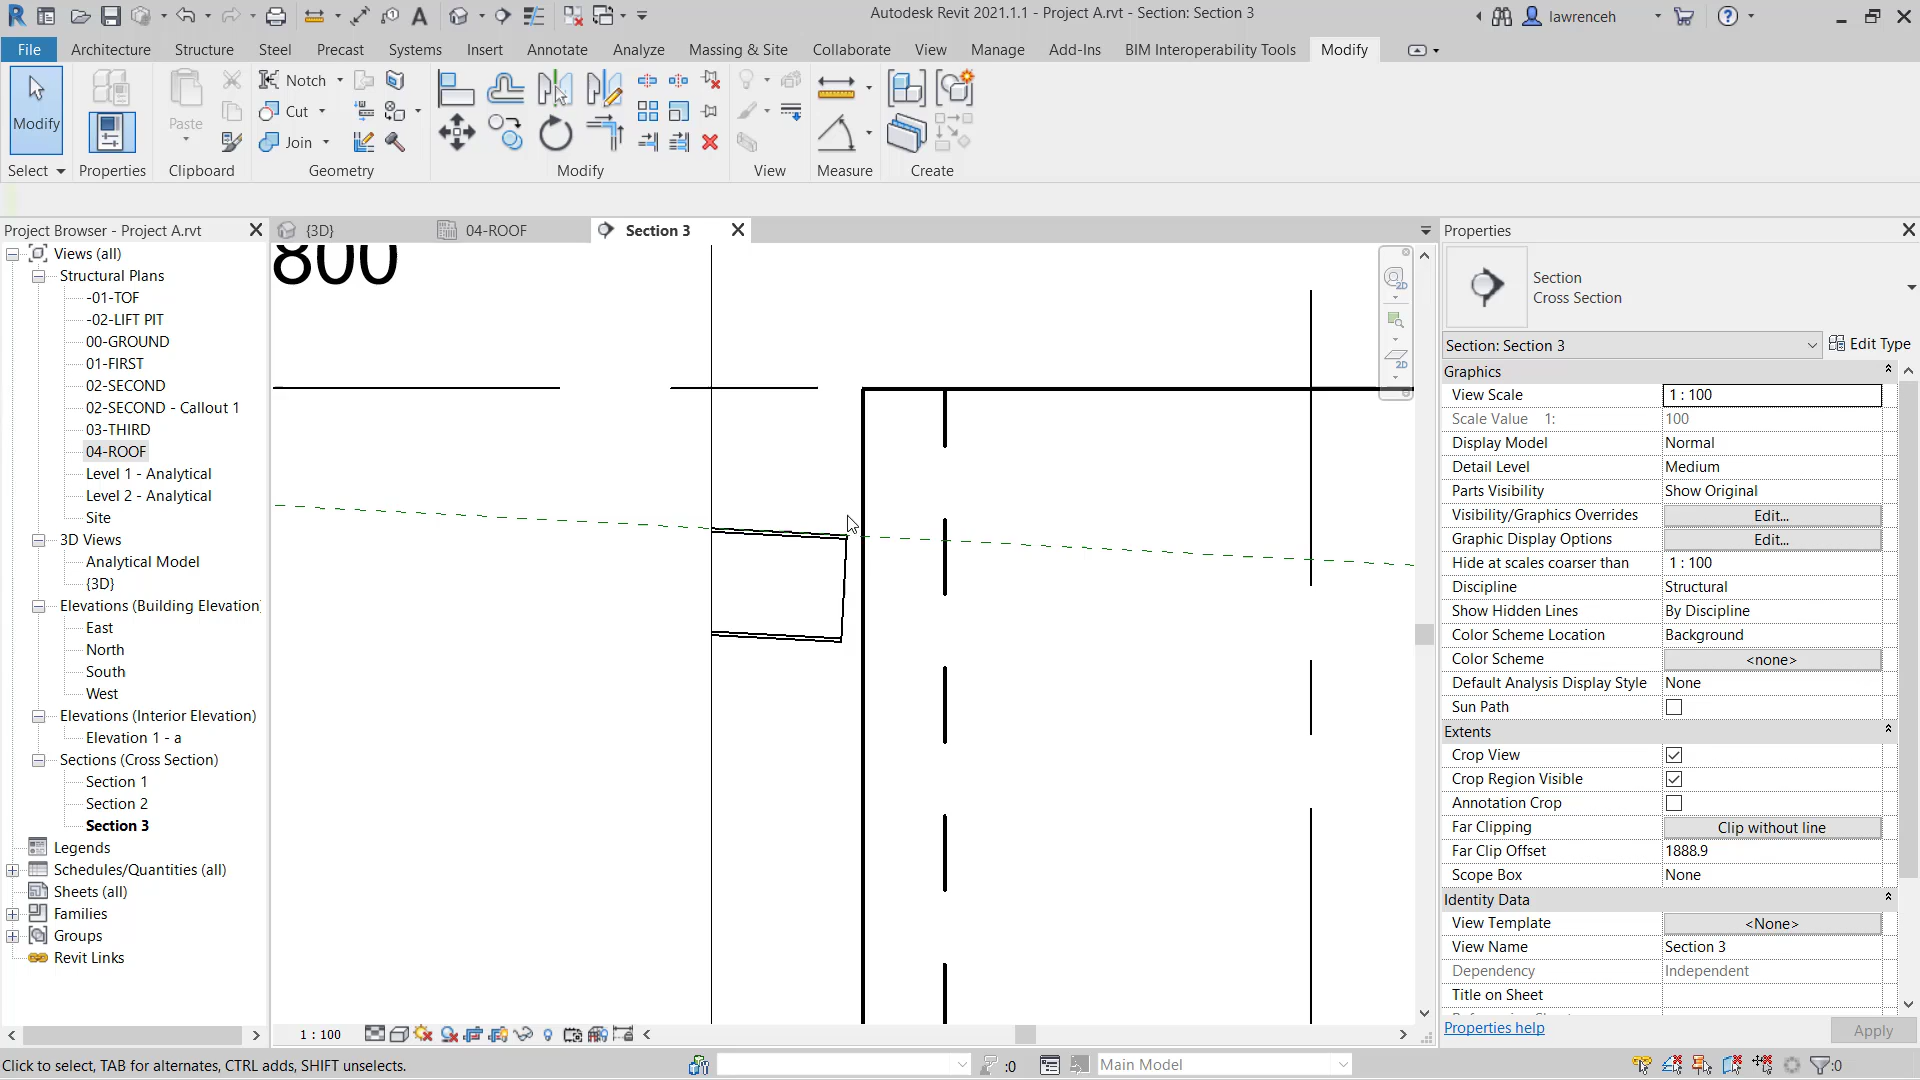 Autodesk Revit 2021.1.1 - Project A.rvt - Section: Section 3
lawrenceh
File Architecture Structure Steel Precast Systems Insert Annotate Analyze Massing & Site Collaborate View Manage Add-Ins BIM Interoperability Tools Modify
Modify
Paste
Notch
Cut
Join
Select Properties Clipboard Geometry Modify View Measure Create
Project Browser - Project A.rvt
Views (all)
Structural Plans
-01-TOF
-02-LIFT PIT
00-GROUND
01-FIRST
02-SECOND
02-SECOND - Callout 1
03-THIRD
04-ROOF
Level 1 - Analytical
Level 2 - Analytical
Site
3D Views
Analytical Model
{3D}
Elevations (Building Elevation)
East
North
South
West
Elevations (Interior Elevation)
Elevation 1 - a
Sections (Cross Section)
Section 1
Section 2
Section 3
Legends
Schedules/Quantities (all)
Sheets (all)
Families
Groups
Revit Links
{3D} 04-ROOF Section 3
800
2D
2D
Properties
Section
Cross Section
Section: Section 3 Edit Type
Graphics
View Scale 1 : 100
Scale Value 1: 100
Display Model Normal
Detail Level Medium
Parts Visibility Show Original
Visibility/Graphics Overrides Edit...
Graphic Display Options Edit...
Hide at scales coarser than 1 : 100
Discipline Structural
Show Hidden Lines By Discipline
Color Scheme Location Background
Color Scheme <none>
Default Analysis Display Style None
Sun Path
Extents
Crop View
Crop Region Visible
Annotation Crop
Far Clipping Clip without line
Far Clip Offset 1888.9
Scope Box None
Identity Data
View Template <None>
View Name Section 3
Dependency Independent
Title on Sheet
Properties help Apply
1 : 100
Click to select, TAB for alternates, CTRL adds, SHIFT unselects. :0 Main Model :0